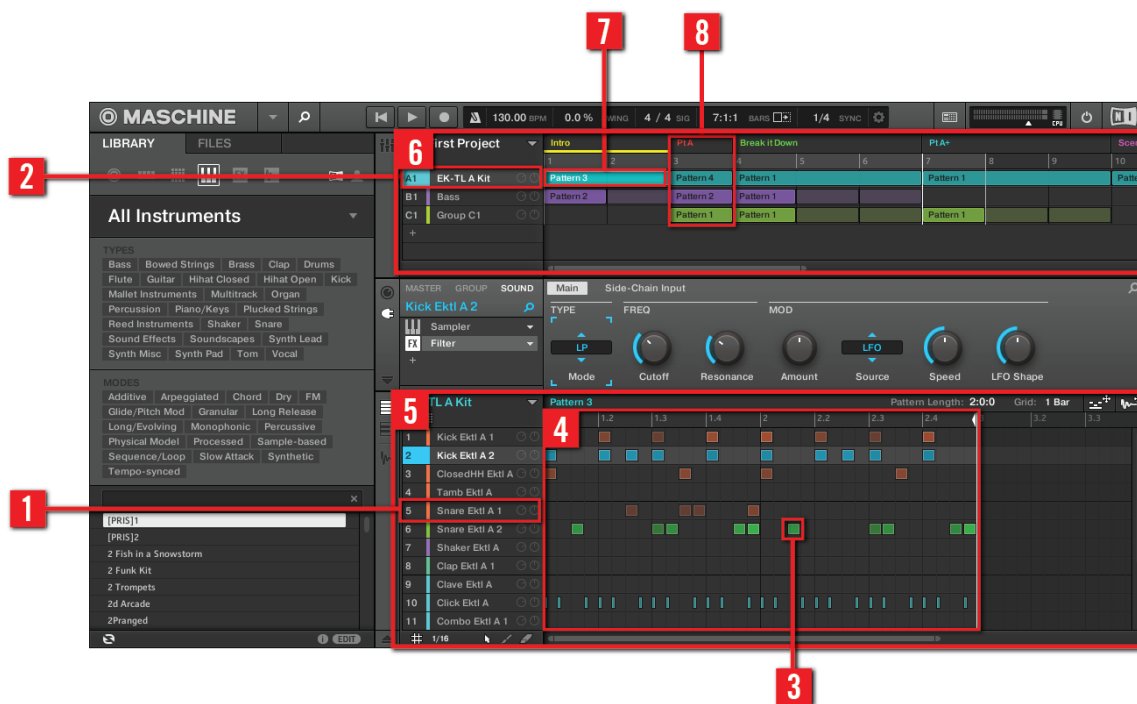 7
8
MASCHINE
130.00 BPM 0.0 % WING 4 / 4 SIG 7:1:1 BARS 1/4 SYNC
CPU
LIBRARY FILES
6 irst Project
Intro Pt A Break it Down Pt A+ Scen
1 2 3 4 5 6 7 8 9 10
2
A1 EK-TL A Kit Pattern 3 Pattern 4 Pattern 1 Pattern 1 Patte
B1 Bass Pattern 2 Pattern 2 Pattern 1
C1 Group C1 Pattern 1 Pattern 1 Pattern 1
+
All Instruments
TYPES
Bass Bowed Strings Brass Clap Drums
Flute Guitar Hihat Closed Hihat Open Kick
Mallet Instruments Multitrack Organ
Percussion Piano/Keys Plucked Strings
Reed Instruments Shaker Snare
Sound Effects Soundscapes Synth Lead
Synth Misc Synth Pad Tom Vocal
MASTER GROUP SOUND Main Side-Chain Input
Kick Ektl A 2
Sampler
FX Filter
+
TYPE FREQ MOD
LP LFO
Mode Cutoff Resonance Amount Source Speed LFO Shape
MODES
Additive Arpeggiated Chord Dry FM
Glide/Pitch Mod Granular Long Release
Long/Evolving Monophonic Percussive
Physical Model Processed Sample-based
Sequence/Loop Slow Attack Synthetic
Tempo-synced
5 TL A Kit Pattern 3 Pattern Length: 2:0:0 Grid: 1 Bar
4 1.2 1.3 1.4 2 2.2 2.3 2.4 3.2 3.3
1 Kick Ektl A 1
2 Kick Ektl A 2
3 ClosedHH Ektl A
4 Tamb Ektl A
5 Snare Ektl A 1
6 Snare Ektl A 2
7 Shaker Ektl A
8 Clap Ektl A 1
9 Clave Ektl A
10 Click Ektl A
11 Combo Ektl A 1
1/16
1
[PRIS]1
[PRIS]2
2 Fish in a Snowstorm
2 Funk Kit
2 Trompets
2d Arcade
2Pranged
EDIT
3